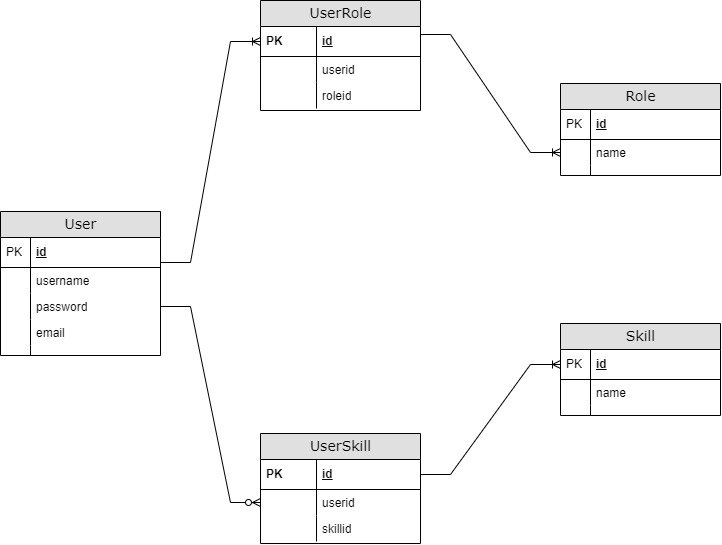 UserRole
PK id
userid
roleid
Role
PK id
name
User
PK id
username
password
email
Skill
PK id
name
UserSkill
PK id
userid
skillid